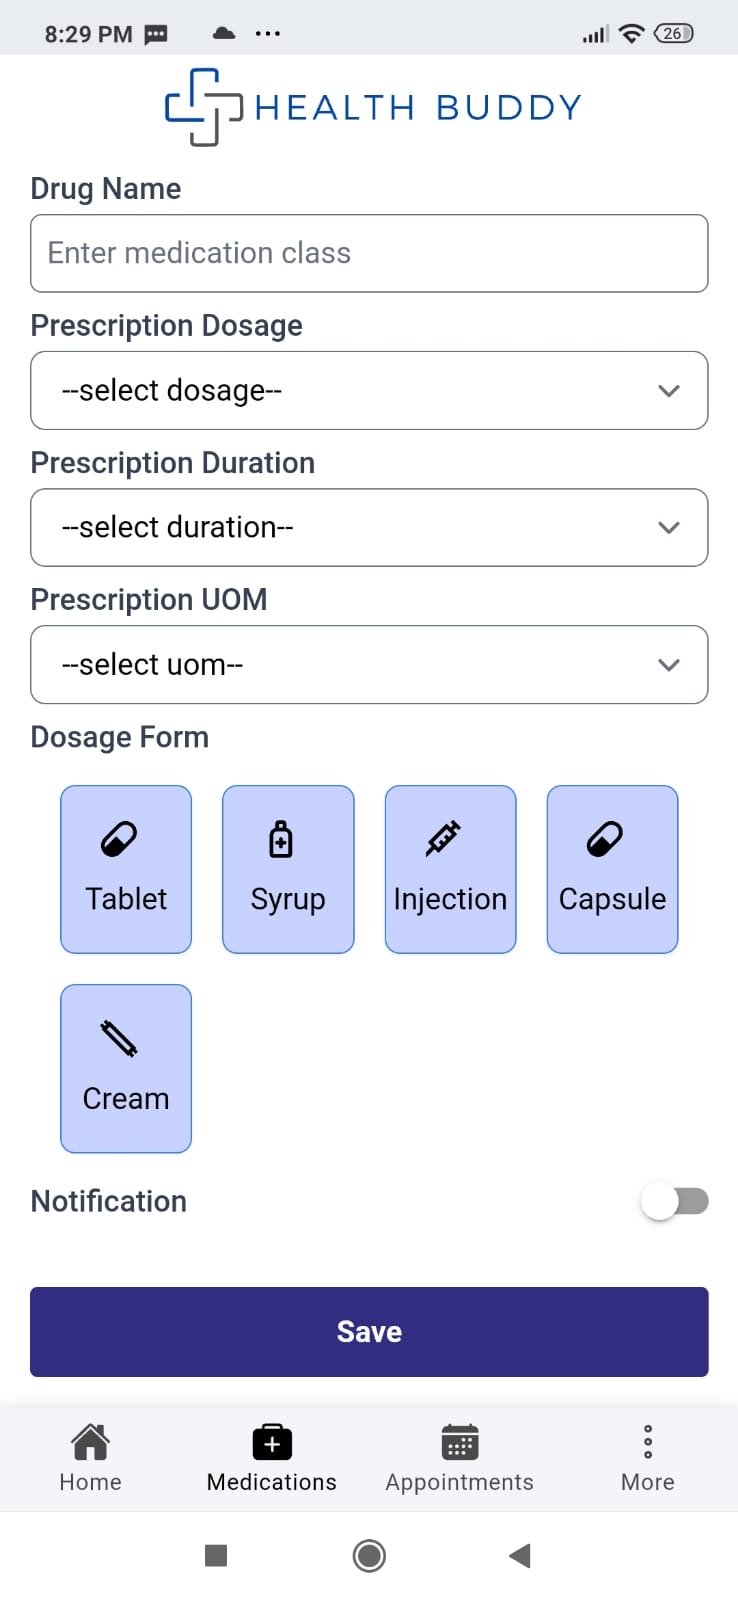 8:29 PM
26
HEALTH BUDDY
Drug Name
Enter medication class
Prescription Dosage
--select dosage--
Prescription Duration
--select duration--
Prescription UOM
--select uom--
Dosage Form
Tablet Syrup Injection Capsule
Cream
Notification
Save
Home Medications Appointments More